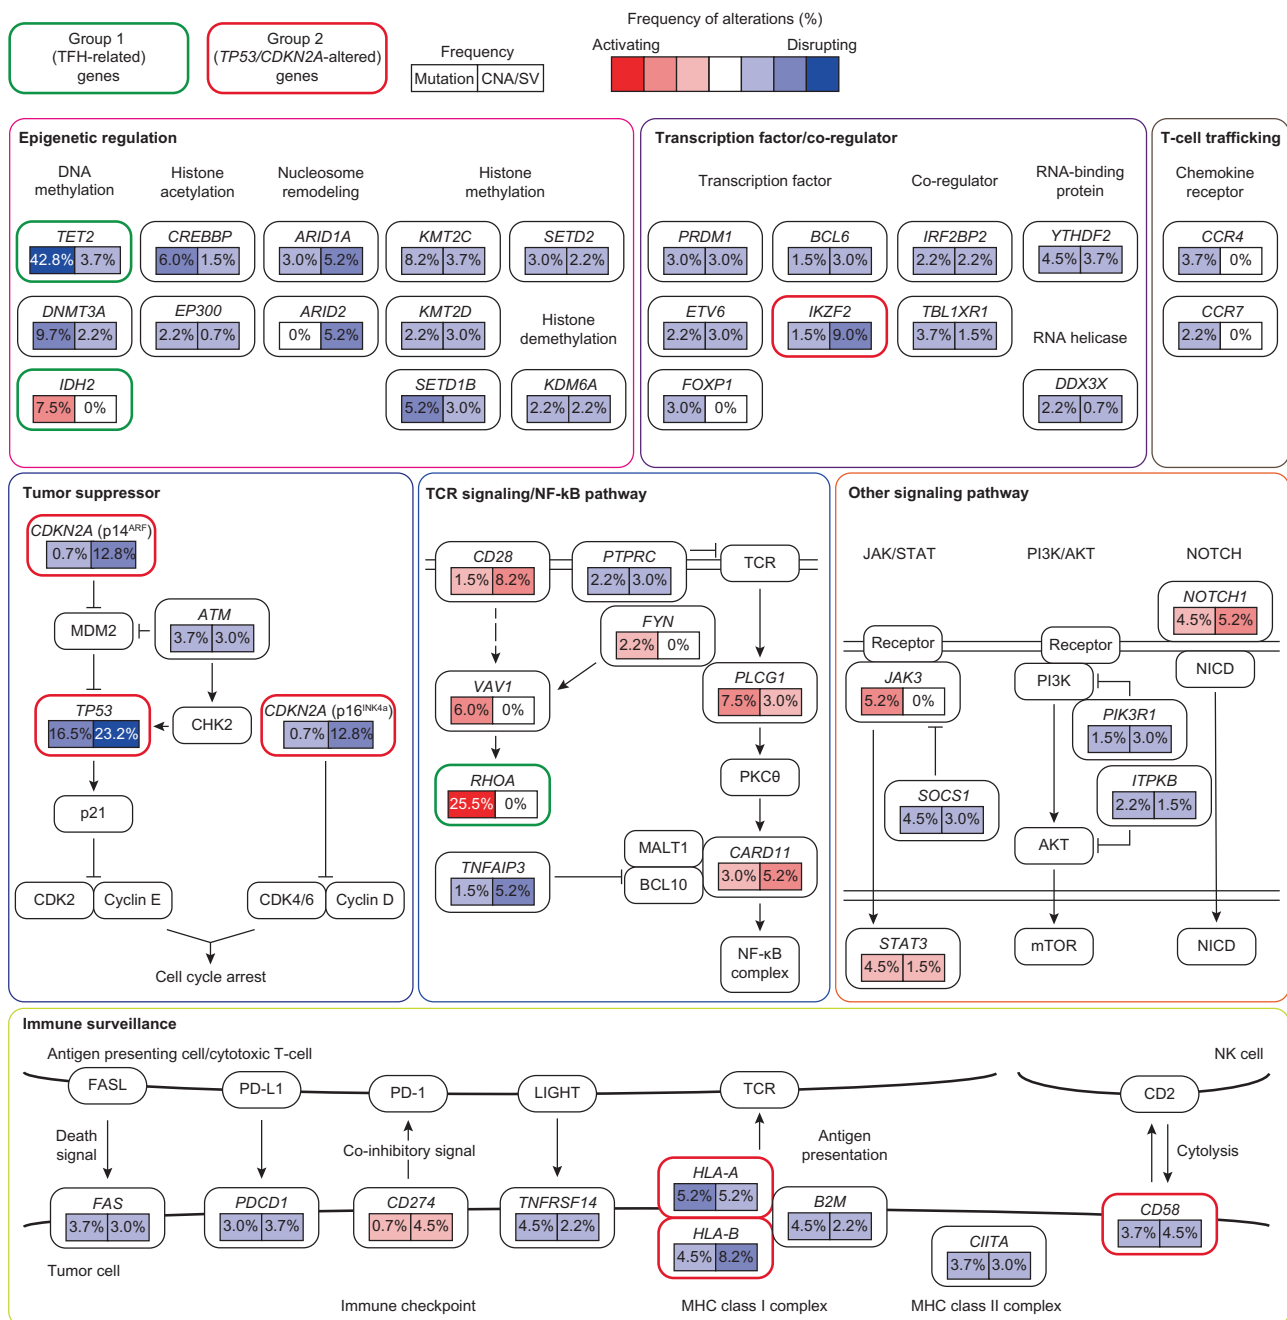 Group 1
(TFH-related)
genes
Group 2
(TP53/CDKN2A-altered)
genes
Frequency
Mutation CNA/SV
Frequency of alterations (%)
Activating Disrupting
Epigenetic regulation
DNA
methylation
Histone
acetylation
Nucleosome
remodeling
Histone
methylation
TET2
42.8% 3.7%
CREBBP
6.0% 1.5%
ARID1A
3.0% 5.2%
KMT2C
8.2% 3.7%
SETD2
3.0% 2.2%
DNMT3A
9.7% 2.2%
EP300
2.2% 0.7%
ARID2
0% 5.2%
KMT2D
2.2% 3.0%
Histone
demethylation
IDH2
7.5% 0%
SETD1B
5.2% 3.0%
KDM6A
2.2% 2.2%
Transcription factor/co-regulator
Transcription factor
Co-regulator
RNA-binding
protein
PRDM1
3.0% 3.0%
BCL6
1.5% 3.0%
IRF2BP2
2.2% 2.2%
YTHDF2
4.5% 3.7%
ETV6
2.2% 3.0%
IKZF2
1.5% 9.0%
TBL1XR1
3.7% 1.5%
RNA helicase
FOXP1
3.0% 0%
DDX3X
2.2% 0.7%
T-cell trafficking
Chemokine
receptor
CCR4
3.7% 0%
CCR7
2.2% 0%
Tumor suppressor
CDKN2A (p14ARF)
0.7% 12.8%
MDM2
ATM
3.7% 3.0%
TP53
16.5% 23.2%
CHK2
CDKN2A (p16INK4a)
0.7% 12.8%
p21
CDK2 Cyclin E
CDK4/6 Cyclin D
Cell cycle arrest
TCR signaling/NF-kB pathway
CD28
1.5% 8.2%
PTPRC
2.2% 3.0%
TCR
FYN
2.2% 0%
VAV1
6.0% 0%
PLCG1
7.5% 3.0%
RHOA
25.5% 0%
PKCθ
TNFAIP3
1.5% 5.2%
MALT1
BCL10
CARD11
3.0% 5.2%
NF-κB
complex
Other signaling pathway
JAK/STAT
PI3K/AKT
NOTCH
NOTCH1
4.5% 5.2%
Receptor
Receptor
JAK3
5.2% 0%
PI3K
NICD
PIK3R1
1.5% 3.0%
SOCS1
4.5% 3.0%
ITPKB
2.2% 1.5%
AKT
STAT3
4.5% 1.5%
mTOR
NICD
Immune surveillance
Antigen presenting cell/cytotoxic T-cell
NK cell
FASL
PD-L1
PD-1
LIGHT
TCR
CD2
Death
signal
Co-inhibitory signal
Antigen
presentation
Cytolysis
FAS
3.7% 3.0%
PDCD1
3.0% 3.7%
CD274
0.7% 4.5%
TNFRSF14
4.5% 2.2%
HLA-A
5.2% 5.2%
HLA-B
4.5% 8.2%
B2M
4.5% 2.2%
CIITA
3.7% 3.0%
CD58
3.7% 4.5%
Tumor cell
Immune checkpoint
MHC class I complex
MHC class II complex